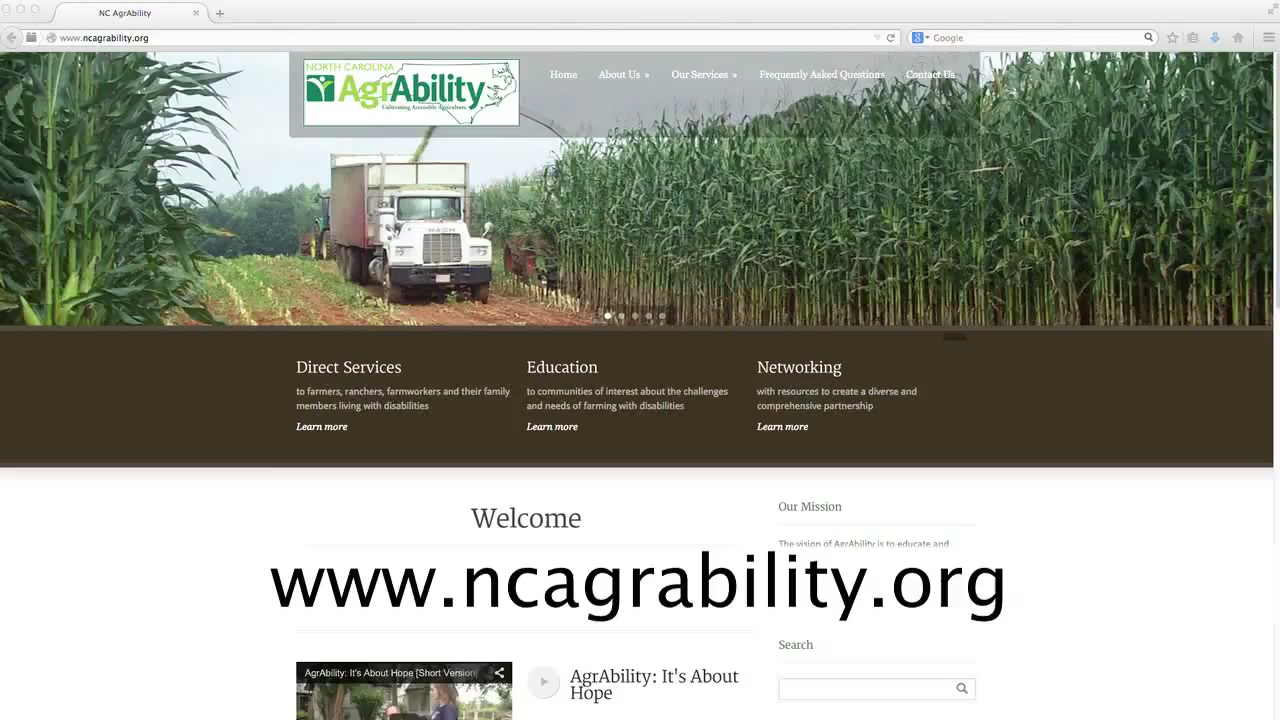 NC AgrAbility
www.ncagrability.org
Google
NORTH CAROLINA
AgrAbility
Cultivating Accessible Agriculture
Home
About Us »
Our Services »
Frequently Asked Questions
Contact Us
MACK
Direct Services
to farmers, ranchers, farmworkers and their family
members living with disabilities
Learn more
Education
to communities of interest about the challenges
and needs of farming with disabilities
Learn more
Networking
with resources to create a diverse and
comprehensive partnership
Learn more
Welcome
Our Mission
The vision of AgrAbility is to educate and
www.ncagrability.org
Search
AgrAbility: It's About Hope [Short Version]
AgrAbility: It's About
Hope